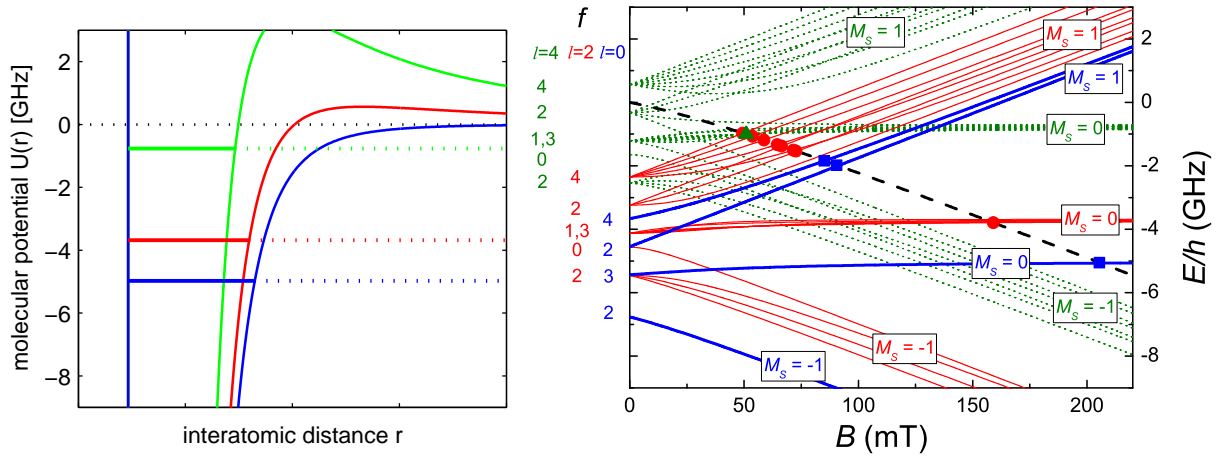 molecular potential U(r) [GHz]
2
0
−2
−4
−6
−8
interatomic distance r
f
l=4 l=2 l=0
4
2
1,3
0
2
4
2
1,3
0
2
4
2
3
2
M_S = 1
M_S = 1
M_S = 1
M_S = 0
M_S = 0
M_S = 0
M_S = -1
M_S = -1
M_S = -1
2
0
-2
-4
-6
-8
E/h (GHz)
0 50 100 150 200
B (mT)